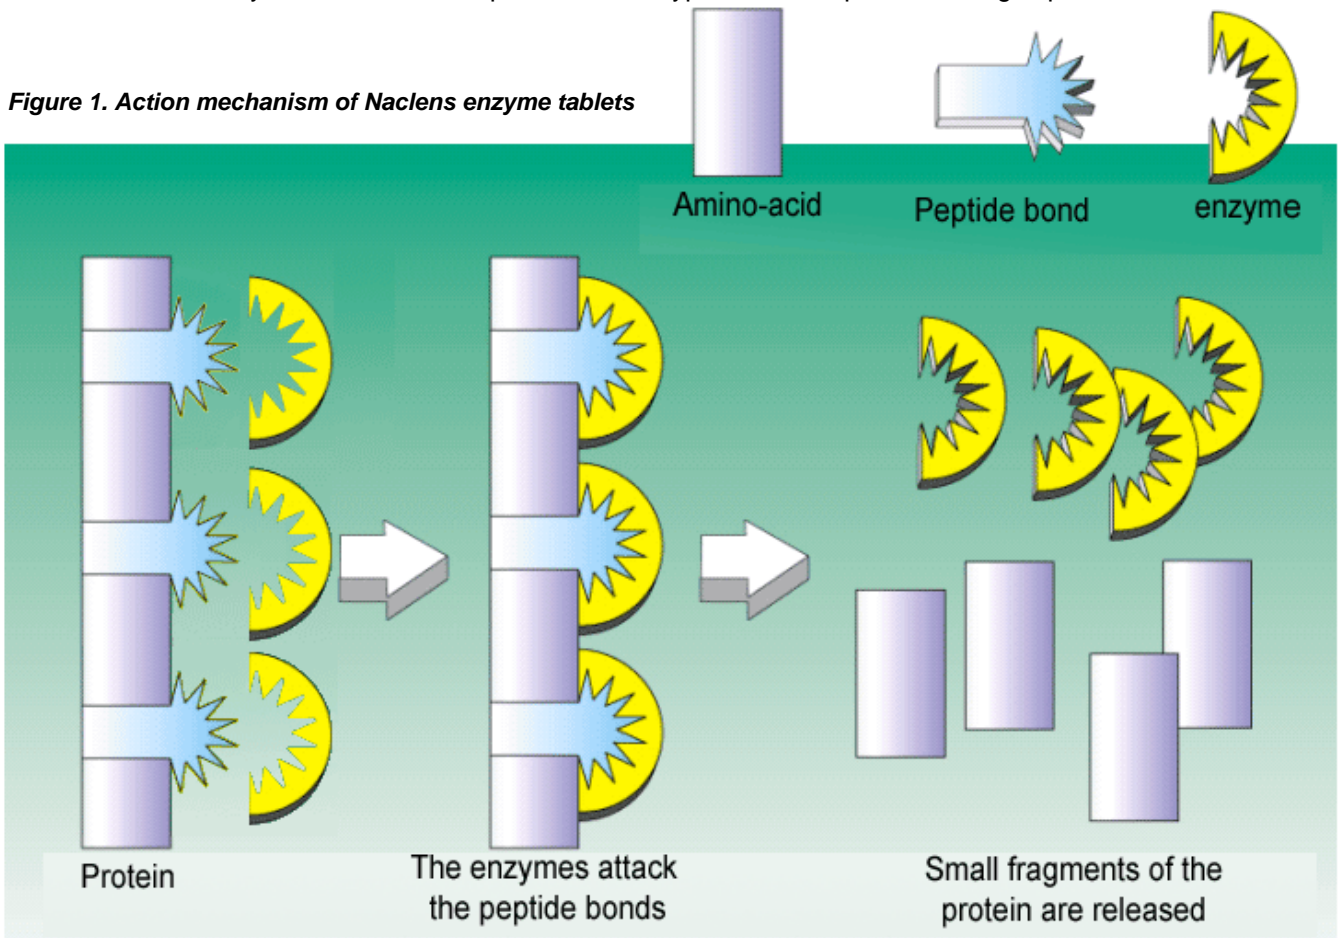 Figure 1. Action mechanism of Naclens enzyme tablets
Amino-acid
Peptide bond
enzyme
Protein
The enzymes attack
the peptide bonds
Small fragments of the
protein are released